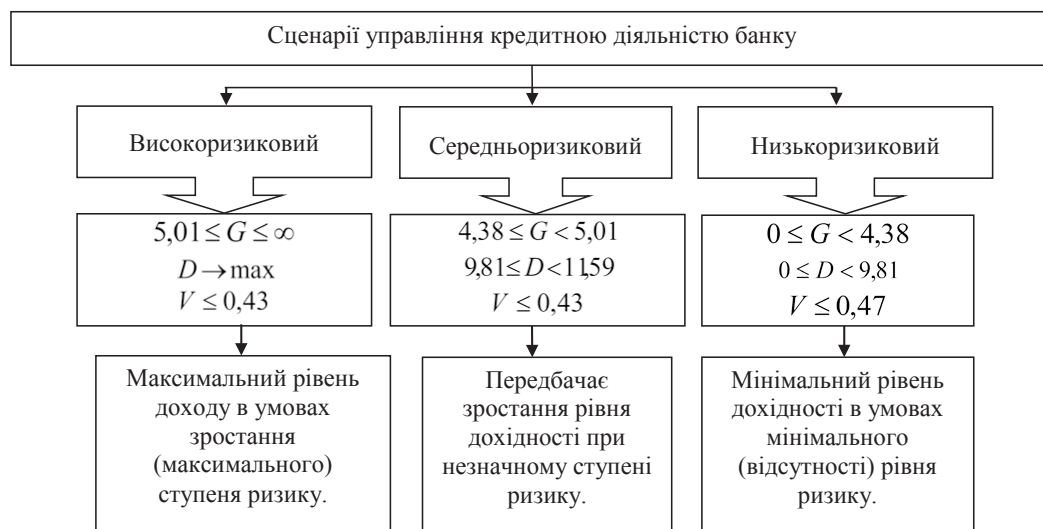 Сценарії управління кредитною діяльністю банку
Високоризиковий
5,01 ≤ G ≤ ∞
D → max
V ≤ 0,43
Максимальний рівень
доходу в умовах
зростання
(максимального)
ступеня ризику.
Середньоризиковий
4,38 ≤ G < 5,01
9,81 ≤ D < 11,59
V ≤ 0,43
Передбачає
зростання рівня
дохідності при
незначному ступені
ризику.
Низькоризиковий
0 ≤ G < 4,38
0 ≤ D < 9,81
V ≤ 0,47
Мінімальний рівень
дохідності в умовах
мінімального
(відсутності) рівня
ризику.